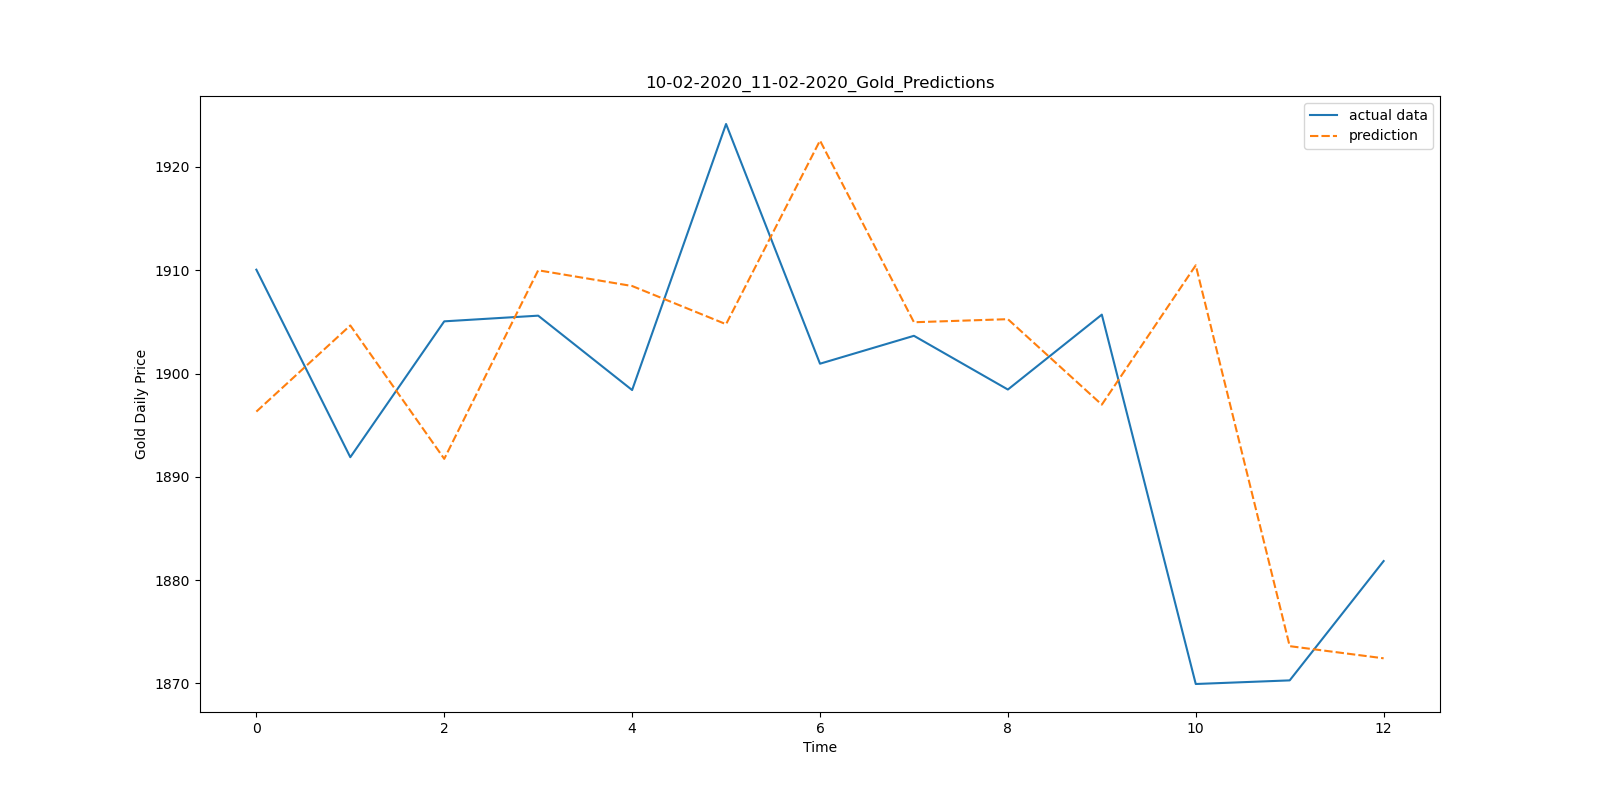 10-02-2020_11-02-2020_Gold_Predictions
actual data
prediction
Gold Daily Price
1920
1910
1900
1890
1880
1870
0 2 4 6 8 10 12
Time